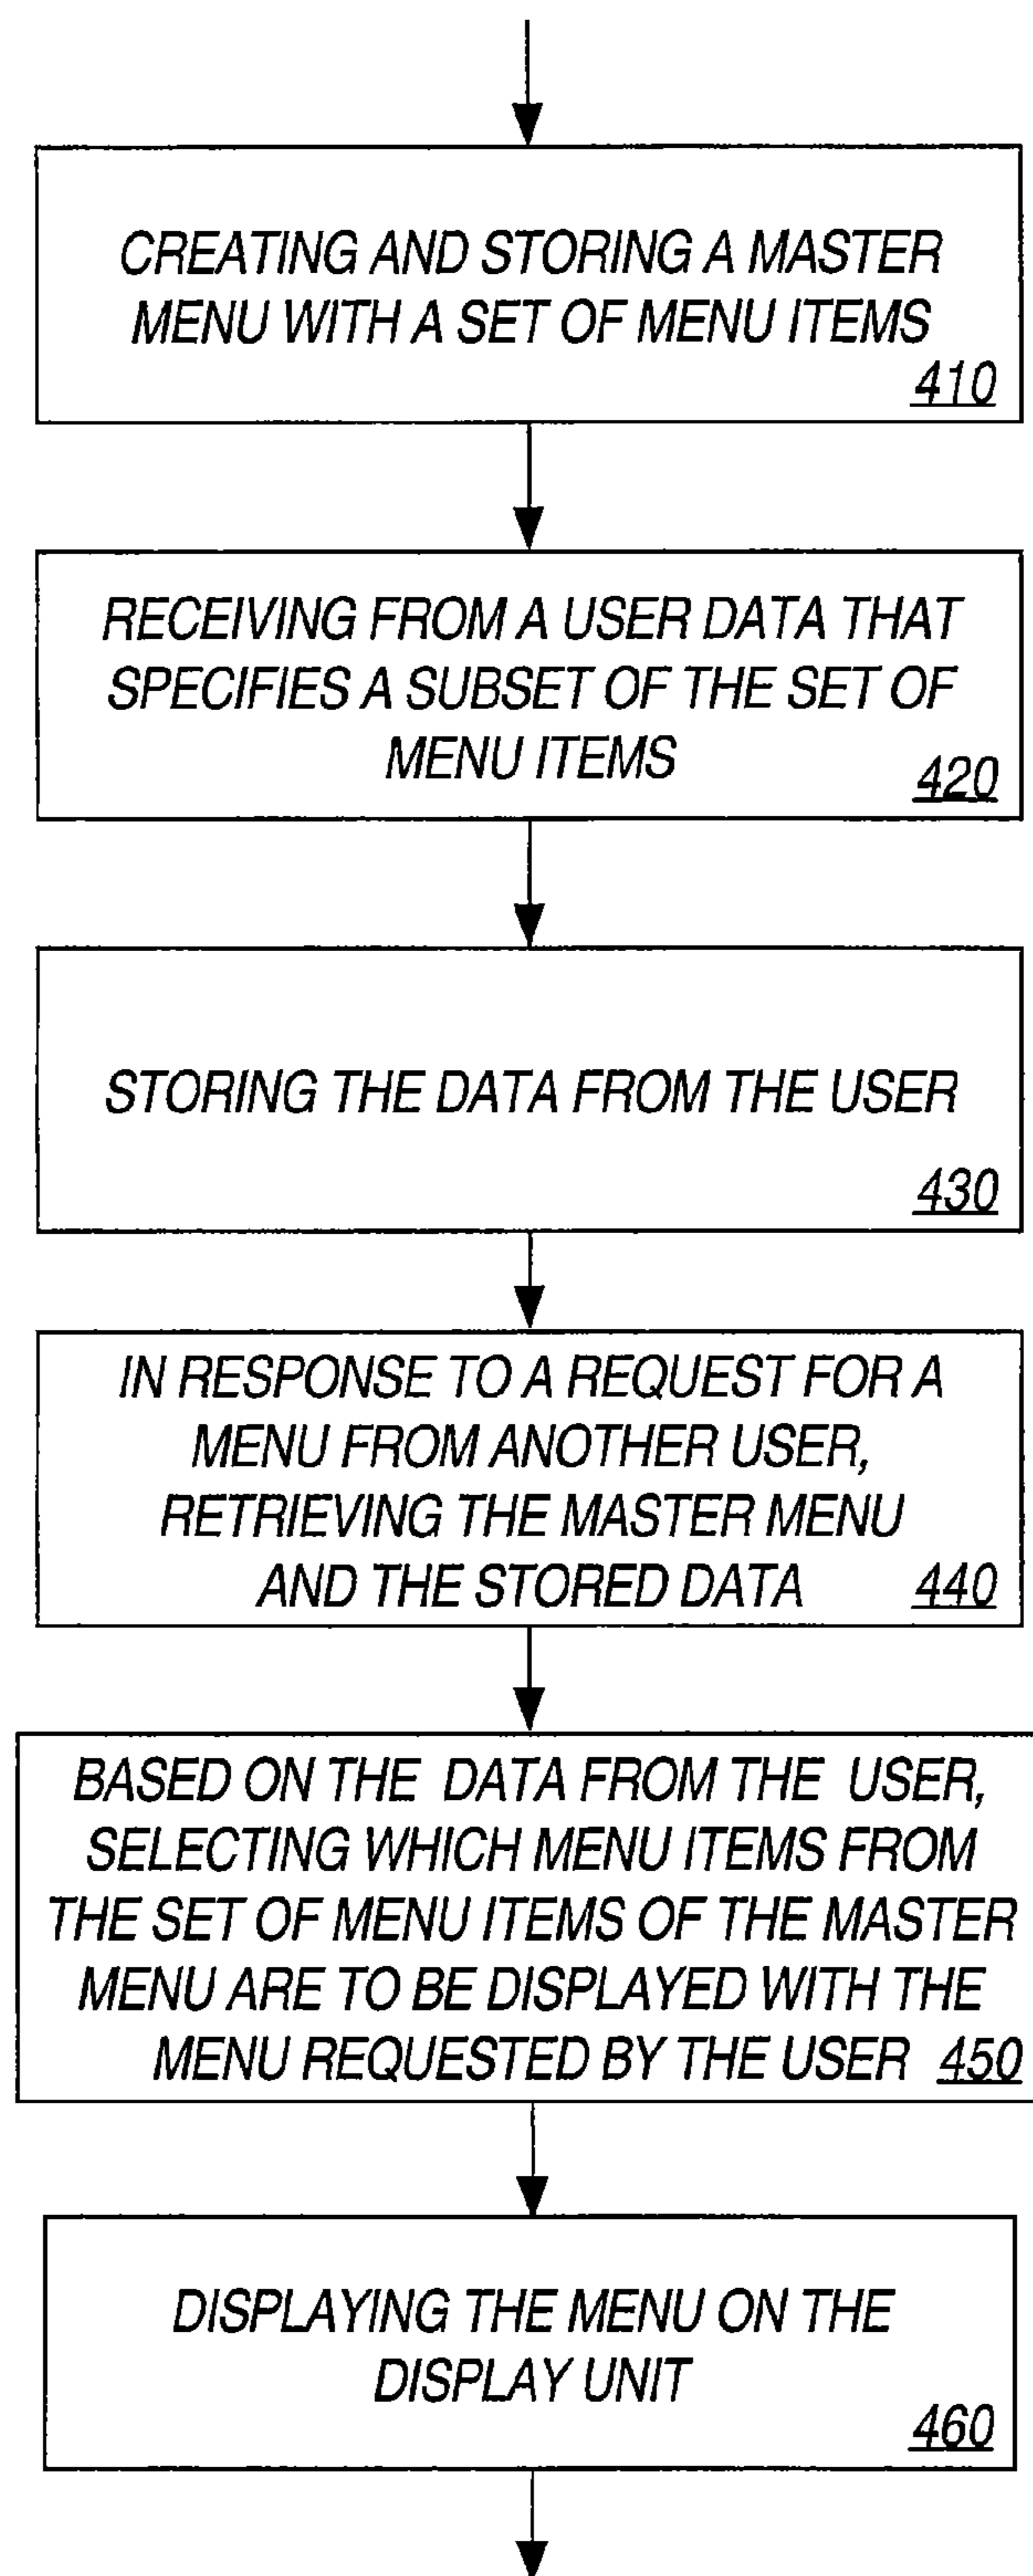 CREATING AND STORING A MASTER
MENU WITH A SET OF MENU ITEMS
410
RECEIVING FROM A USER DATA THAT
SPECIFIES A SUBSET OF THE SET OF
MENU ITEMS
420
STORING THE DATA FROM THE USER
430
IN RESPONSE TO A REQUEST FOR A
MENU FROM ANOTHER USER,
RETRIEVING THE MASTER MENU
AND THE STORED DATA 440
BASED ON THE DATA FROM THE USER,
SELECTING WHICH MENU ITEMS FROM
THE SET OF MENU ITEMS OF THE MASTER
MENU ARE TO BE DISPLAYED WITH THE
MENU REQUESTED BY THE USER 450
DISPLAYING THE MENU ON THE
DISPLAY UNIT
460